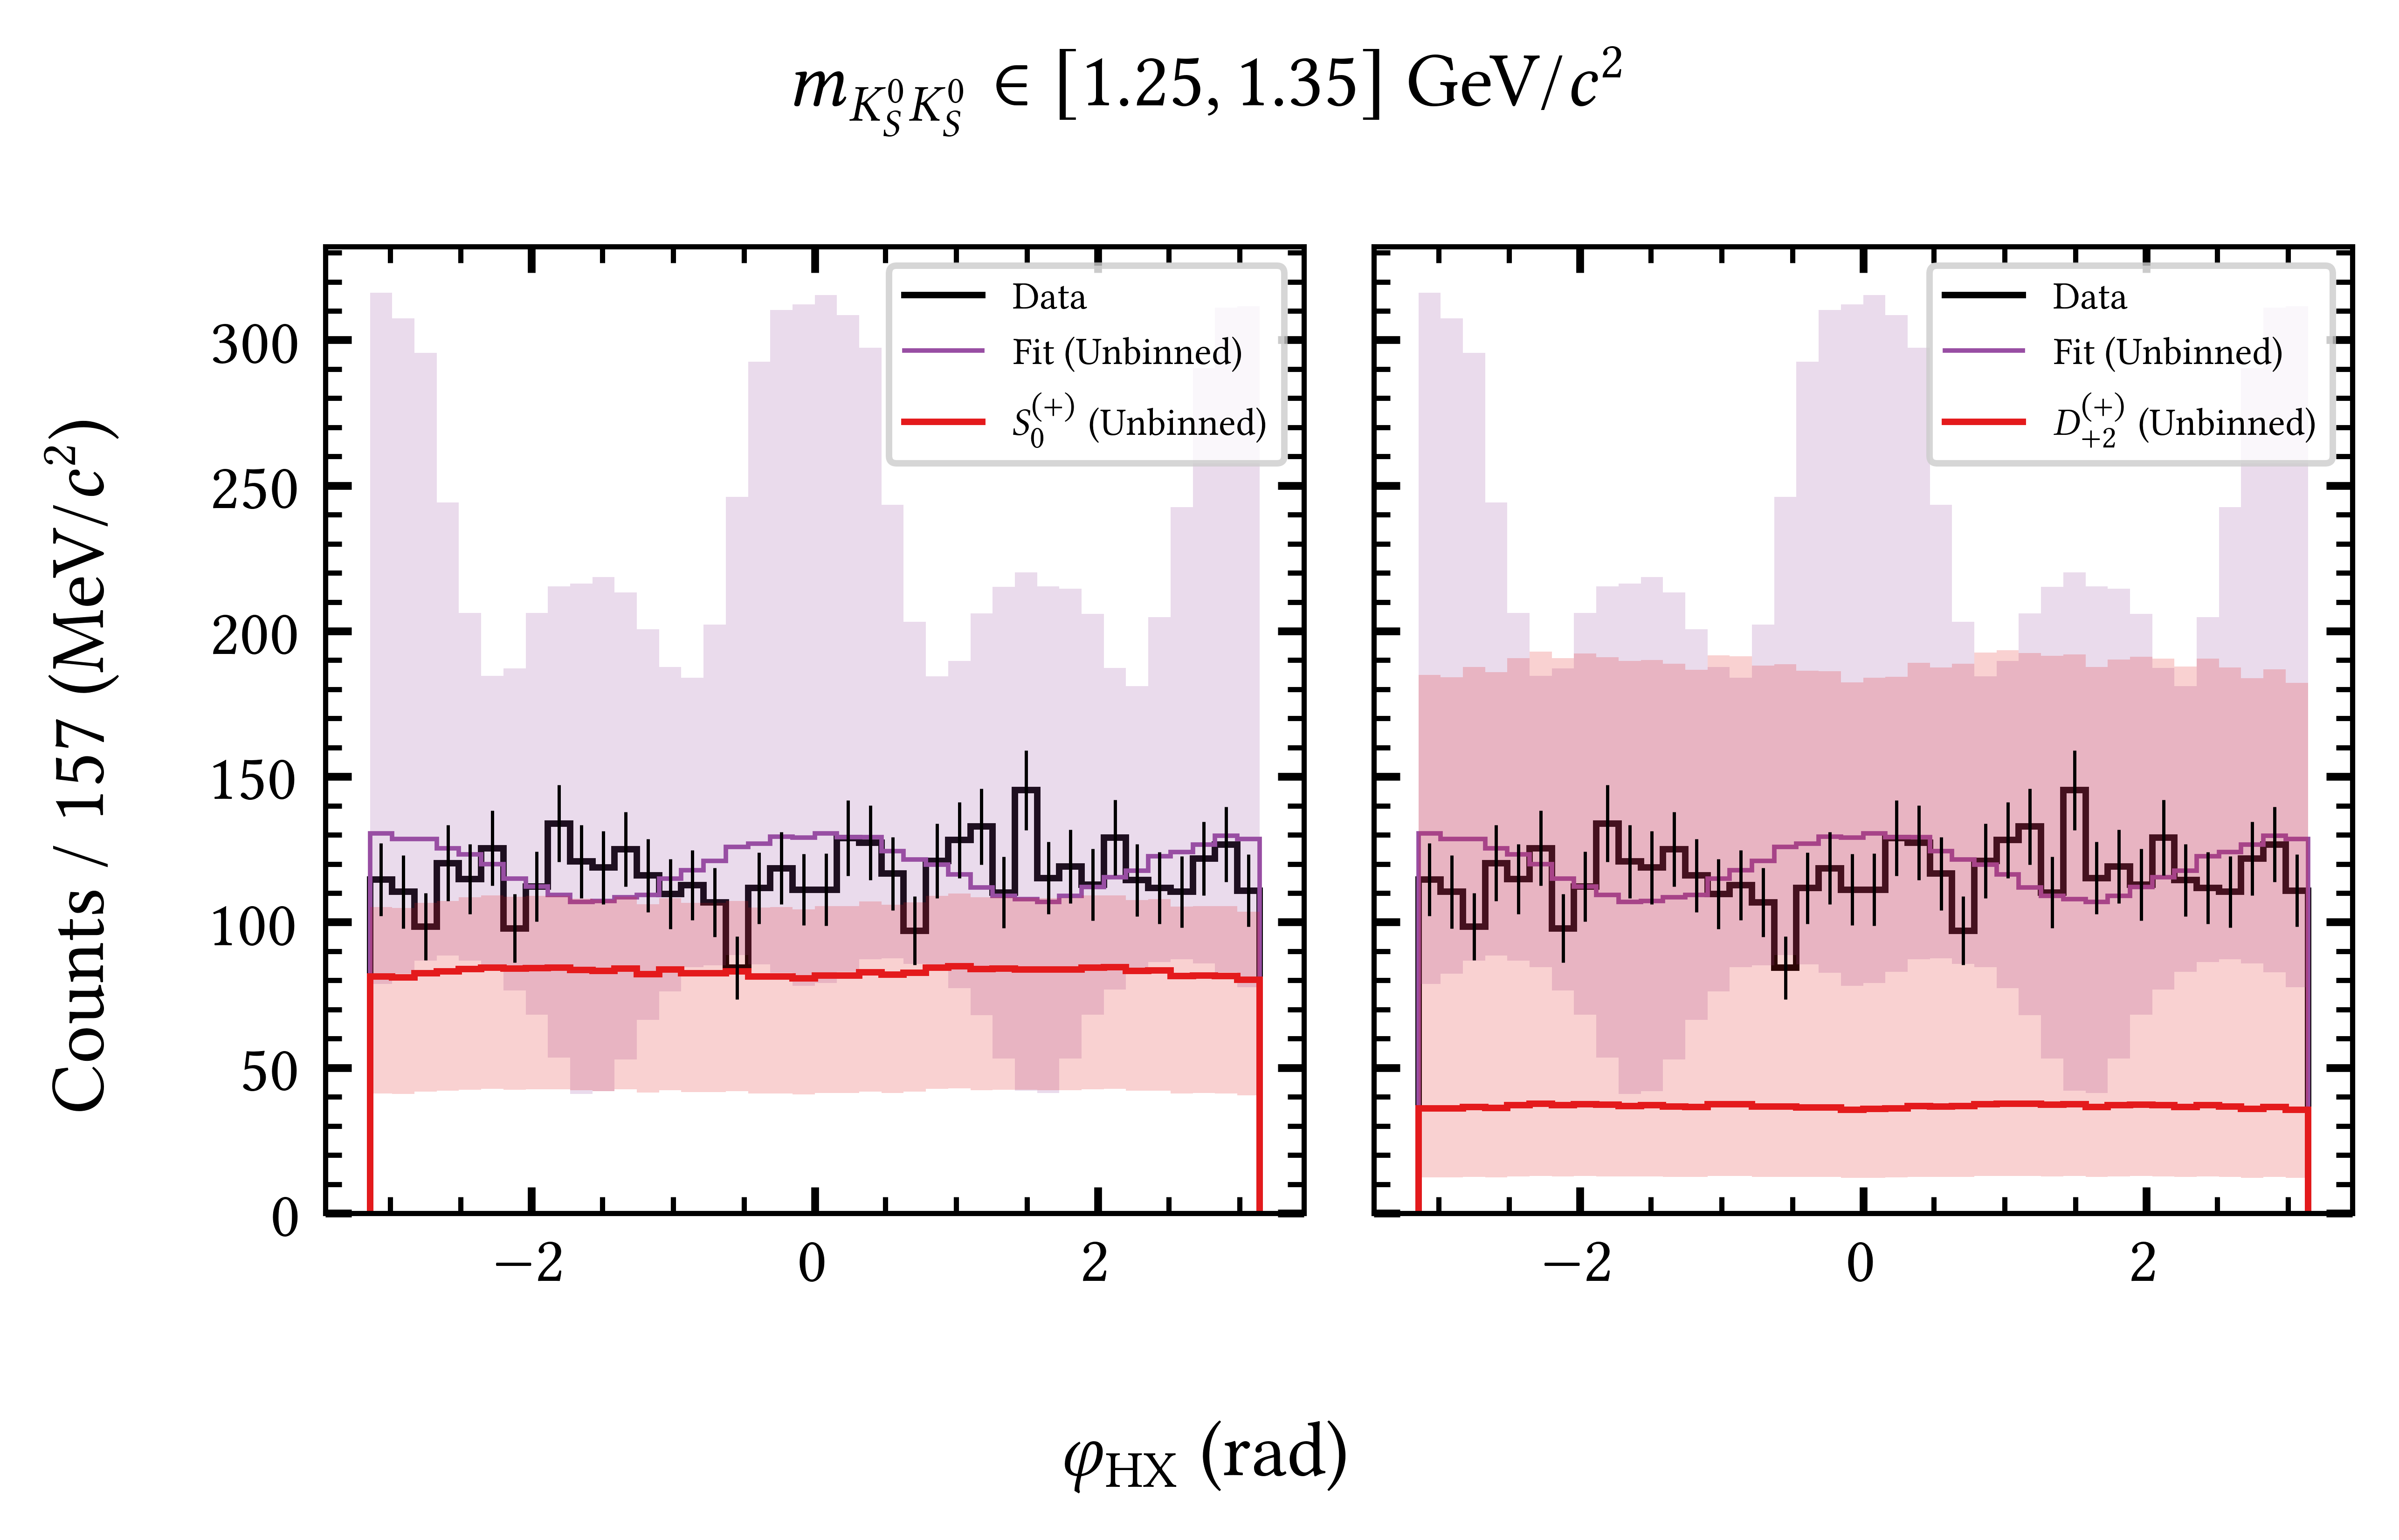 m_{K_S^0 K_S^0} ∈ [1.25, 1.35] GeV/c²
Counts / 157 (MeV/c²)
300
250
200
150
100
50
0
Data
Fit (Unbinned)
S_0^{(+)} (Unbinned)
Data
Fit (Unbinned)
D_{+2}^{(+)} (Unbinned)
−2 0 2
−2 0 2
φ_{HX} (rad)